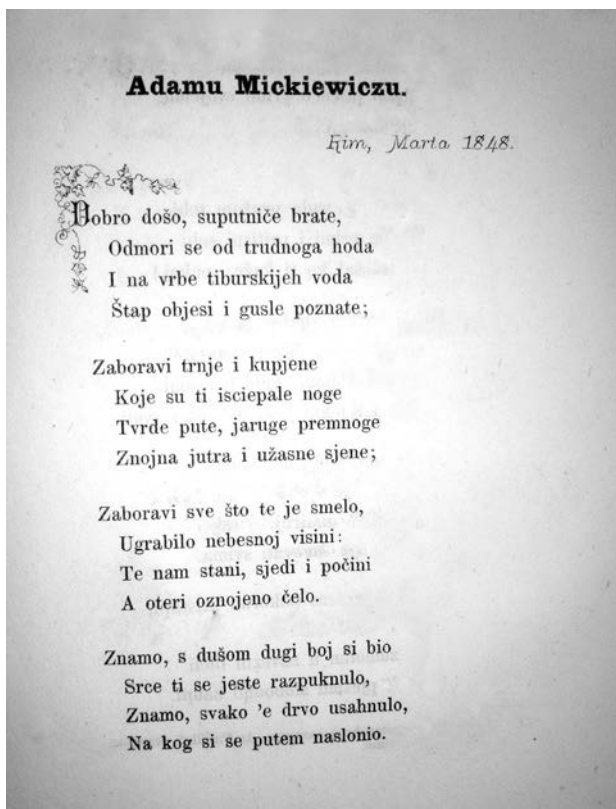 Adamu Mickiewiczu.
Rim, Marta 1848.
Dobro došo, suputniče brate,
Odmori se od trudnoga hoda
I na vrbe tiburskijeh voda
Štap objesi i gusle poznate;
Zaboravi trnje i kupjene
Koje su ti isciepale noge
Tvrde pute, jaruge premnoge
Znojna jutra i užasne sjene;
Zaboravi sve što te je smelo,
Ugrabilo nebesnoj visini:
Te nam stani, sjedi i počini
A oteri oznojeno čelo.
Znamo, s dušom dugi boj si bio
Srce ti se jeste razpuknulo,
Znamo, svako 'e drvo usahnulo,
Na kog si se putem naslonio.